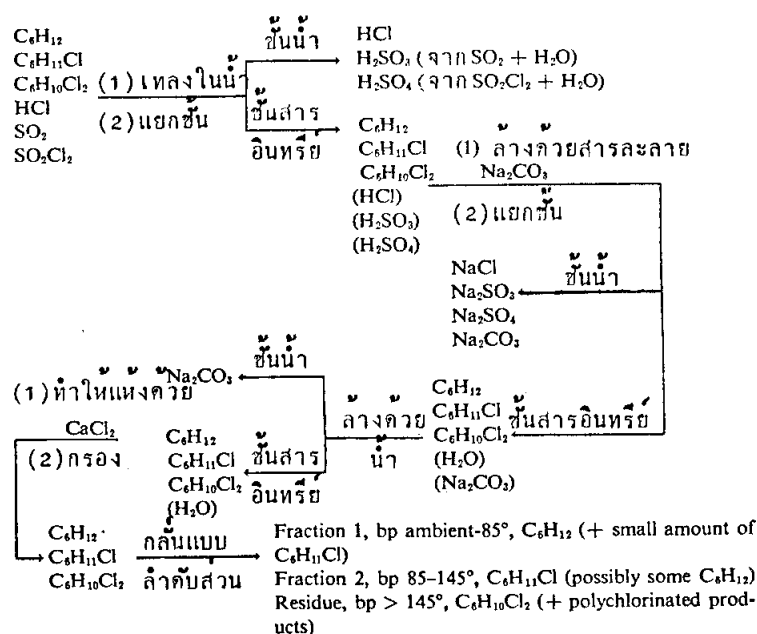 C₆H₁₂
C₆H₁₁Cl
C₆H₁₀Cl₂
HCl
SO₂
SO₂Cl₂
(1) เทลงในน้ำ
(2) แยกชั้น
ชั้นน้ำ
HCl
H₂SO₃ (จาก SO₂ + H₂O)
H₂SO₄ (จาก SO₂Cl₂ + H₂O)
ชั้นสาร
อินทรีย์
C₆H₁₂
C₆H₁₁Cl
C₆H₁₀Cl₂
(HCl)
(H₂SO₃)
(H₂SO₄)
(1) ล้างด้วยสารละลาย
Na₂CO₃
(2) แยกชั้น
ชั้นน้ำ
NaCl
Na₂SO₃
Na₂SO₄
Na₂CO₃
ชั้นสารอินทรีย์
C₆H₁₂
C₆H₁₁Cl
C₆H₁₀Cl₂
(H₂O)
(Na₂CO₃)
ล้างด้วย
น้ำ
ชั้นน้ำ
Na₂CO₃
ชั้นสาร
อินทรีย์
C₆H₁₂
C₆H₁₁Cl
C₆H₁₀Cl₂
(H₂O)
(1) ทำให้แห้งด้วย
CaCl₂
(2) กรอง
C₆H₁₂
C₆H₁₁Cl
C₆H₁₀Cl₂
กลั่นแบบ
ลำดับส่วน
Fraction 1, bp ambient-85°, C₆H₁₂ (+ small amount of
C₆H₁₁Cl)
Fraction 2, bp 85–145°, C₆H₁₁Cl (possibly some C₆H₁₂)
Residue, bp > 145°, C₆H₁₀Cl₂ (+ polychlorinated prod-
ucts)